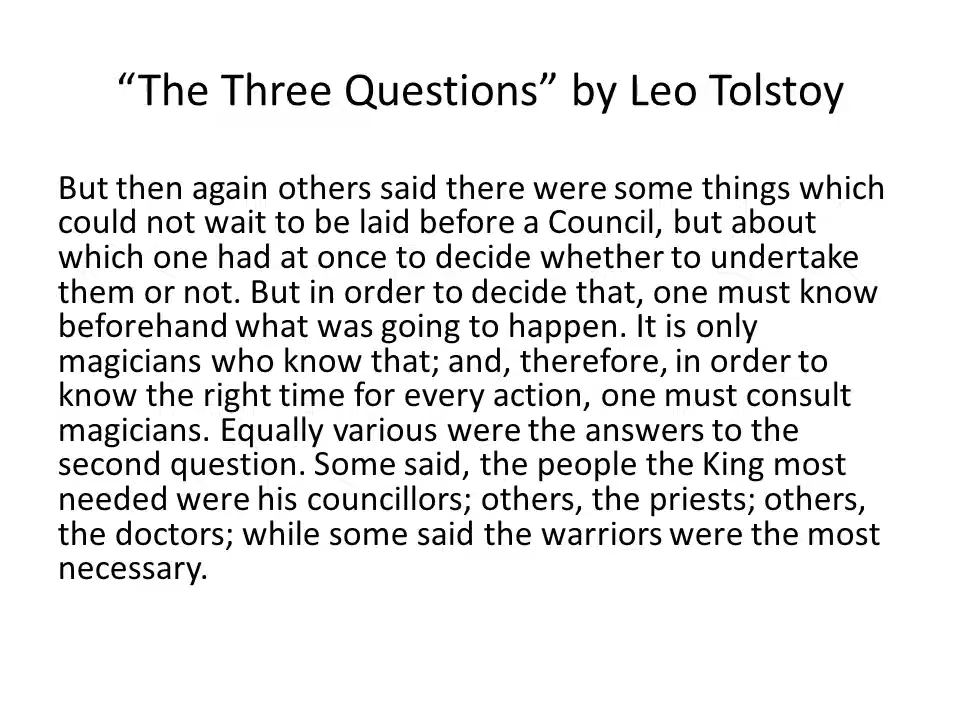 “The Three Questions” by Leo Tolstoy
But then again others said there were some things which
could not wait to be laid before a Council, but about
which one had at once to decide whether to undertake
them or not. But in order to decide that, one must know
beforehand what was going to happen. It is only
magicians who know that; and, therefore, in order to
know the right time for every action, one must consult
magicians. Equally various were the answers to the
second question. Some said, the people the King most
needed were his councillors; others, the priests; others,
the doctors; while some said the warriors were the most
necessary.